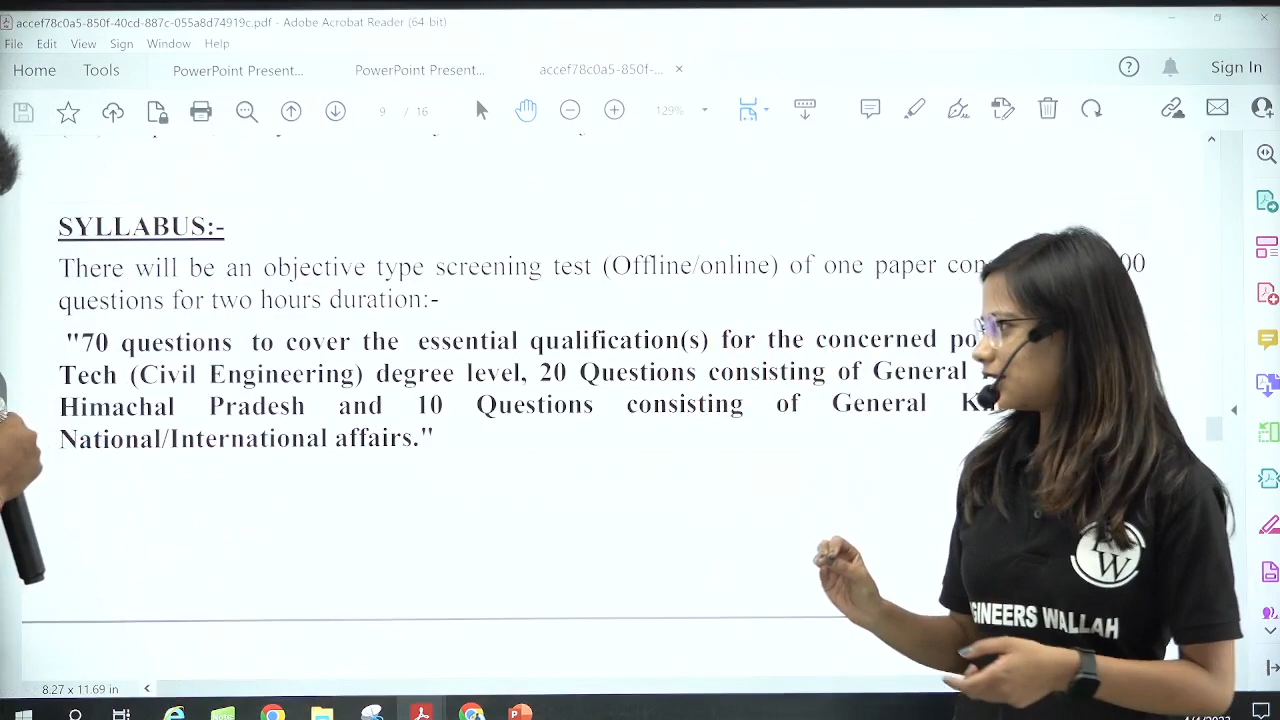 accef78c0a5-850f-40cd-887c-055a8d74919c.pdf - Adobe Acrobat Reader (64-bit)
File Edit View Sign Window Help
Home Tools PowerPoint Present... PowerPoint Present... accef78c0a5-850f-... × Sign In
9 / 16 129%
SYLLABUS:-
There will be an objective type screening test (Offline/online) of one paper 00
questions for two hours duration:-
"70 questions to cover the essential qualification(s) for the concerned
Tech (Civil Engineering) degree level, 20 Questions consisting of General
Himachal Pradesh and 10 Questions consisting of General
National/International affairs."
W
GINEERS WALLAH
8.27 x 11.69 in